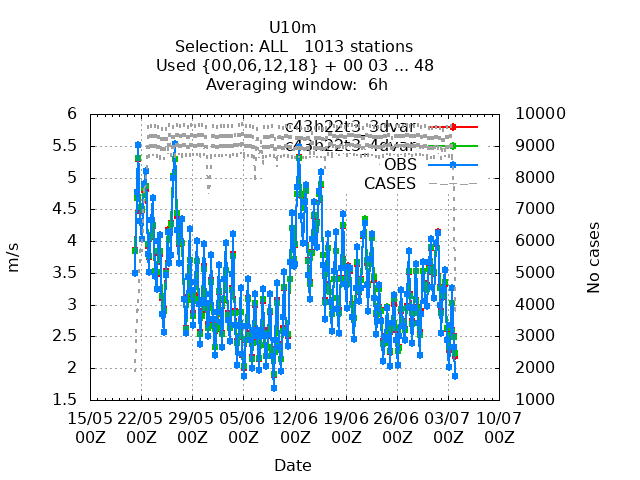 U10m
Selection: ALL   1013 stations
Used {00,06,12,18} + 00 03 ... 48
Averaging window:  6h
6 10000
5.5 9000
5 8000
4.5 7000
4 6000
3.5 5000
3 4000
2.5 3000
2 2000
1.5 1000
c43h22t3_3dvar
c43h22t3_4dvar
OBS
CASES
m/s
No cases
15/05 22/05 29/05 05/06 12/06 19/06 26/06 03/07 10/07
00Z 00Z 00Z 00Z 00Z 00Z 00Z 00Z 00Z
Date